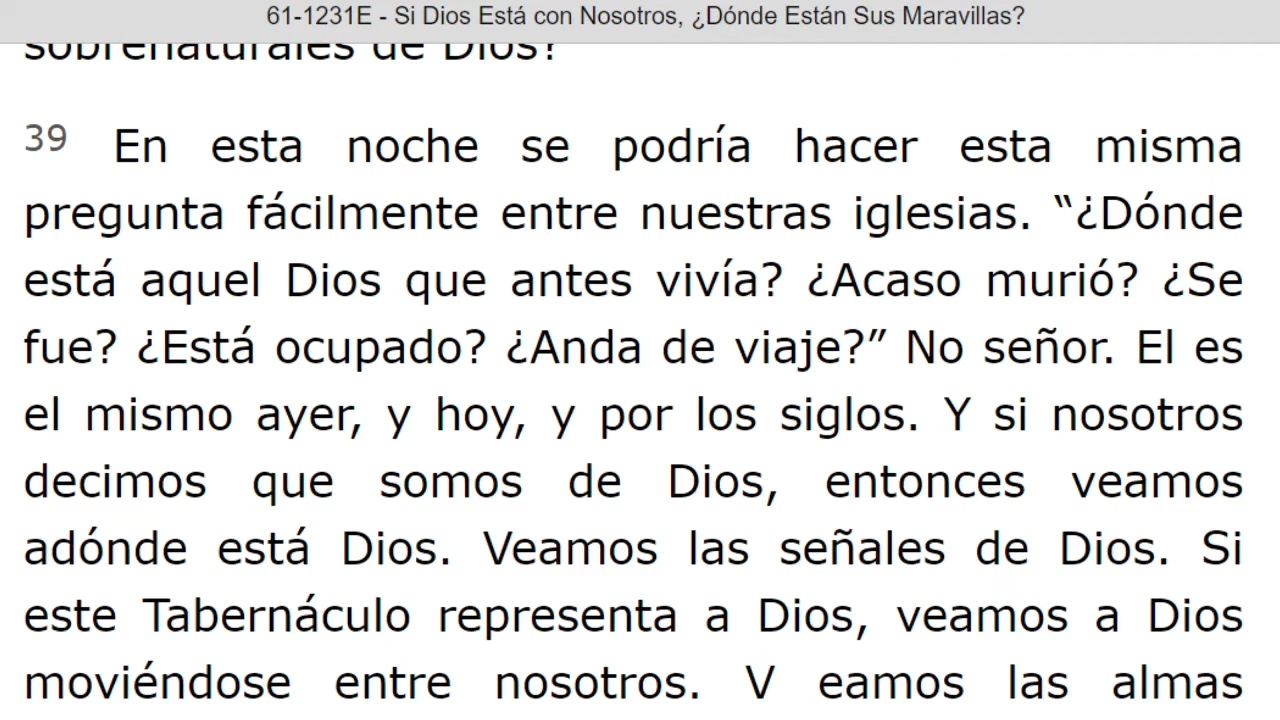 61-1231E - Si Dios Está con Nosotros, ¿Dónde Están Sus Maravillas?
sobrenaturales de Dios?
39 En esta noche se podría hacer esta misma
pregunta fácilmente entre nuestras iglesias. “¿Dónde
está aquel Dios que antes vivía? ¿Acaso murió? ¿Se
fue? ¿Está ocupado? ¿Anda de viaje?” No señor. El es
el mismo ayer, y hoy, y por los siglos. Y si nosotros
decimos que somos de Dios, entonces veamos
adónde está Dios. Veamos las señales de Dios. Si
este Tabernáculo representa a Dios, veamos a Dios
moviéndose entre nosotros. V eamos las almas